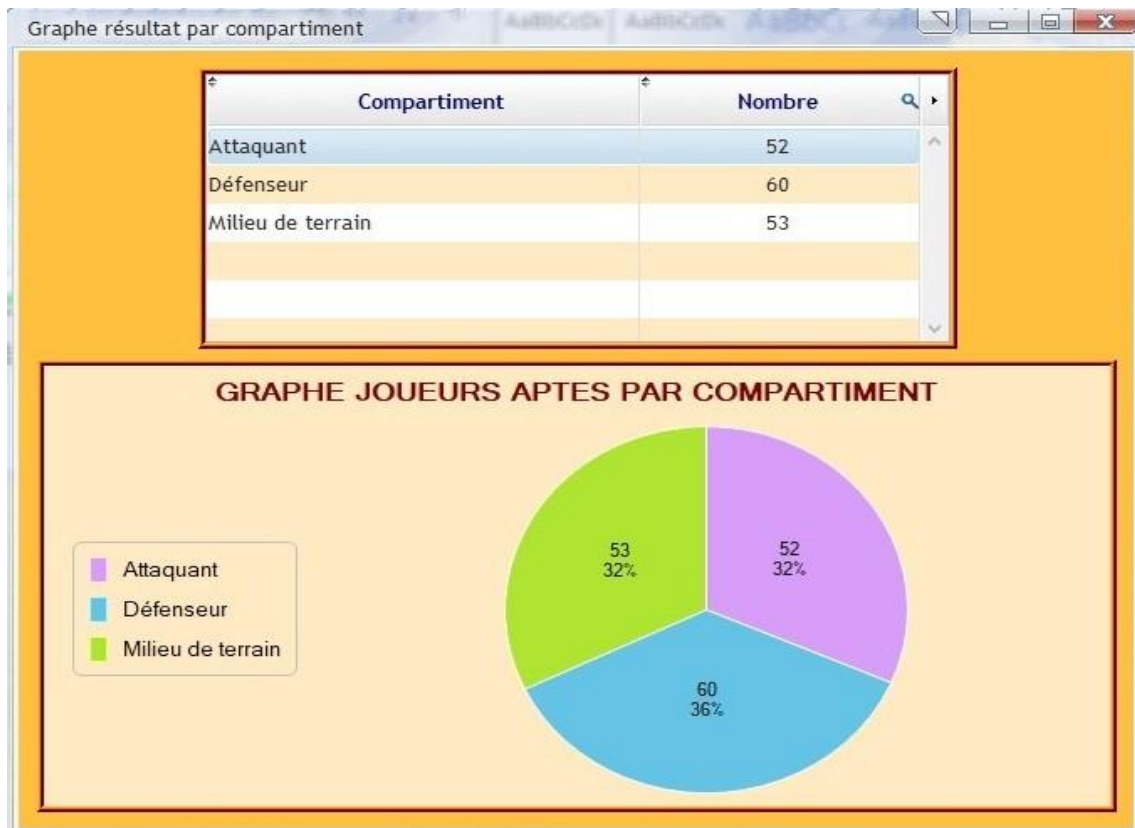 Graphe résultat par compartiment
Compartiment Nombre
Attaquant 52
Défenseur 60
Milieu de terrain 53
GRAPHE JOUEURS APTES PAR COMPARTIMENT
53
32%
52
32%
Attaquant
Défenseur
Milieu de terrain
60
36%